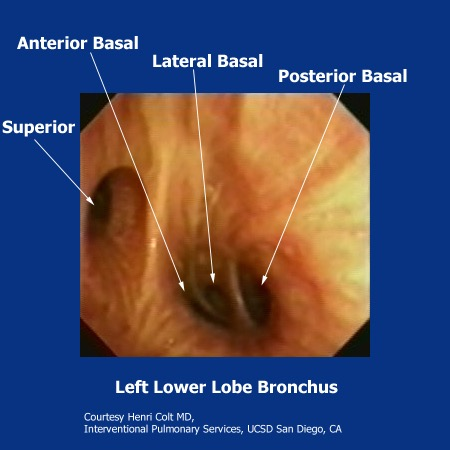 Anterior Basal
Lateral Basal
Posterior Basal
Superior
Left Lower Lobe Bronchus
Courtesy Henri Colt MD,
Interventional Pulmonary Services, UCSD San Diego, CA